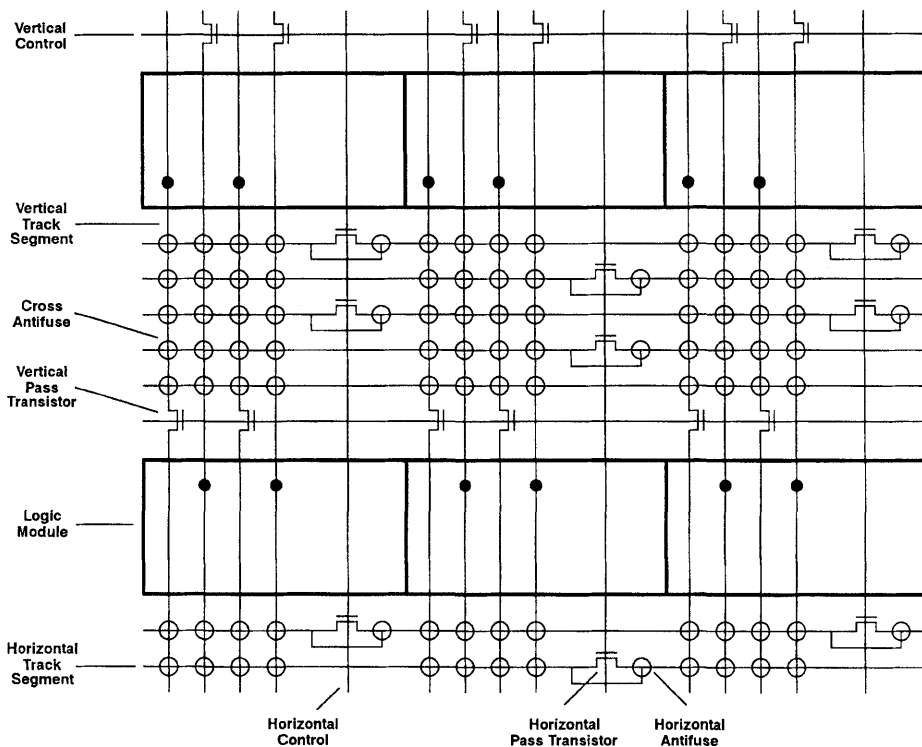 Vertical
Control
Vertical
Track
Segment
Cross
Antifuse
Vertical
Pass
Transistor
Logic
Module
Horizontal
Track
Segment
Horizontal
Control
Horizontal
Pass Transistor
Horizontal
Antifuse